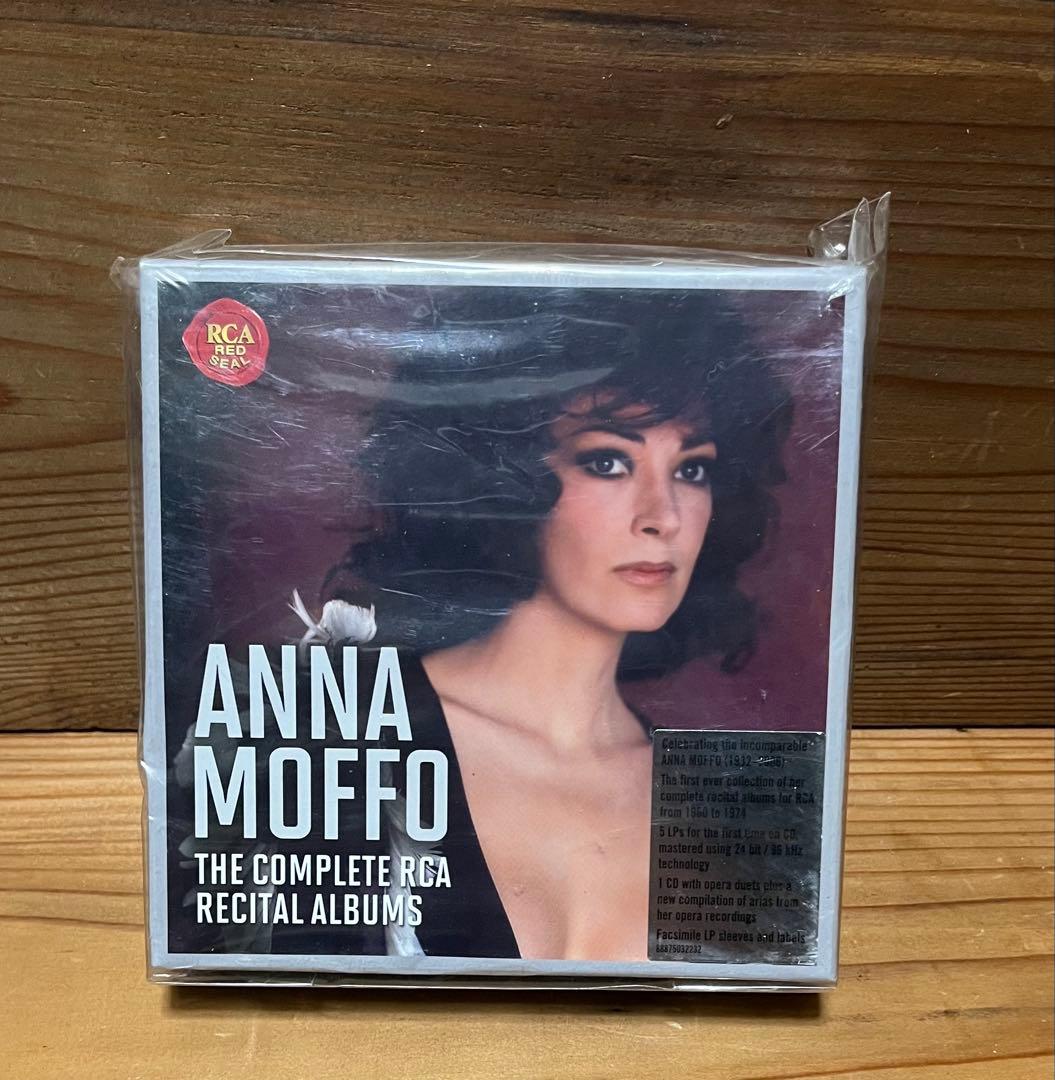 RCA
RED
SEAL
ANNA
MOFFO
THE COMPLETE RCA
RECITAL ALBUMS
Celebrating the incomparable
ANNA MOFFO (1932–2006)
The first ever collection of her
complete recital albums for RCA
from 1960 to 1974
5 LPs for the first time on CD,
mastered using 24 bit / 96 kHz
technology
1 CD with opera duets plus a
new compilation of arias from
her opera recordings
Facsimile LP sleeves and labels
88875032232